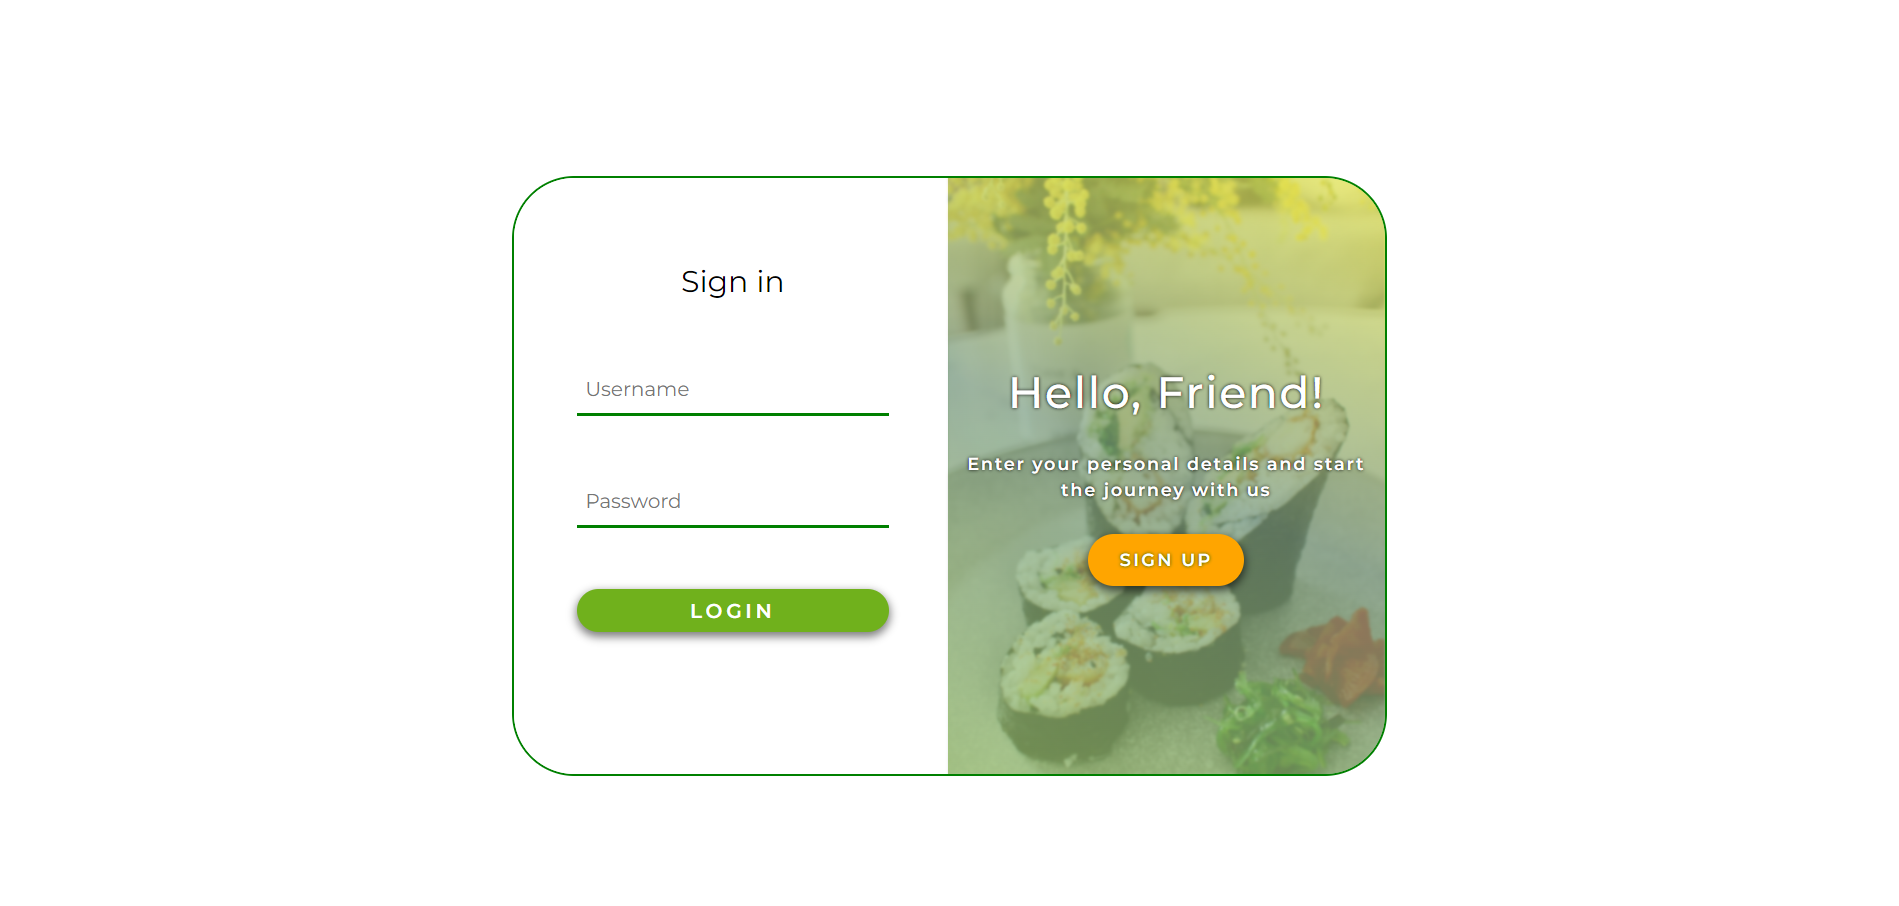 Sign in
Username
Password
LOGIN
Hello, Friend!
Enter your personal details and start
the journey with us
SIGN UP